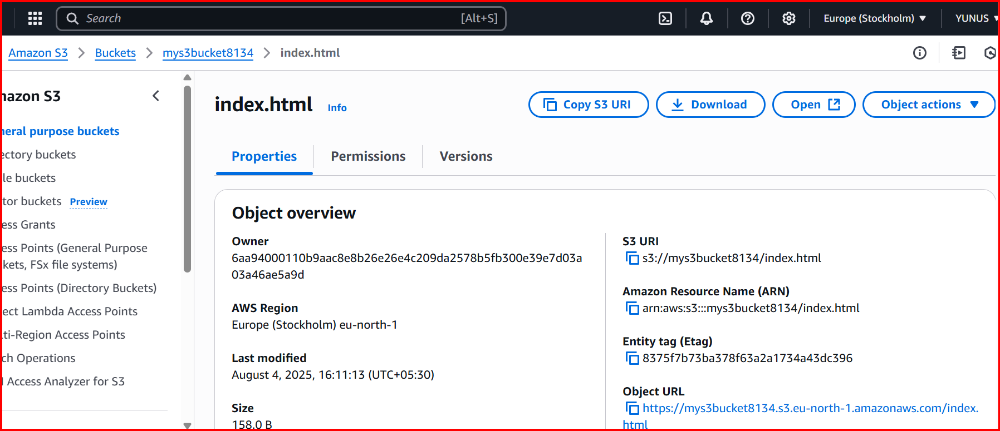 Search [Alt+S] Europe (Stockholm) YUNUS
Amazon S3 > Buckets > mys3bucket8134 > index.html
mazon S3
neral purpose buckets
ectory buckets
le buckets
tor buckets Preview
ess Grants
ess Points (General Purpose
kets, FSx file systems)
ess Points (Directory Buckets)
ect Lambda Access Points
lti-Region Access Points
ch Operations
Access Analyzer for S3
index.html Info
Copy S3 URI Download Open Object actions
Properties Permissions Versions
Object overview
Owner
6aa94000110b9aac8e8b26e26e4c209da2578b5fb300e39e7d03a
03a46ae5a9d
AWS Region
Europe (Stockholm) eu-north-1
Last modified
August 4, 2025, 16:11:13 (UTC+05:30)
Size
158.0 B
S3 URI
s3://mys3bucket8134/index.html
Amazon Resource Name (ARN)
arn:aws:s3:::mys3bucket8134/index.html
Entity tag (Etag)
8375f7b73ba378f63a2a1734a43dc396
Object URL
https://mys3bucket8134.s3.eu-north-1.amazonaws.com/index.
html